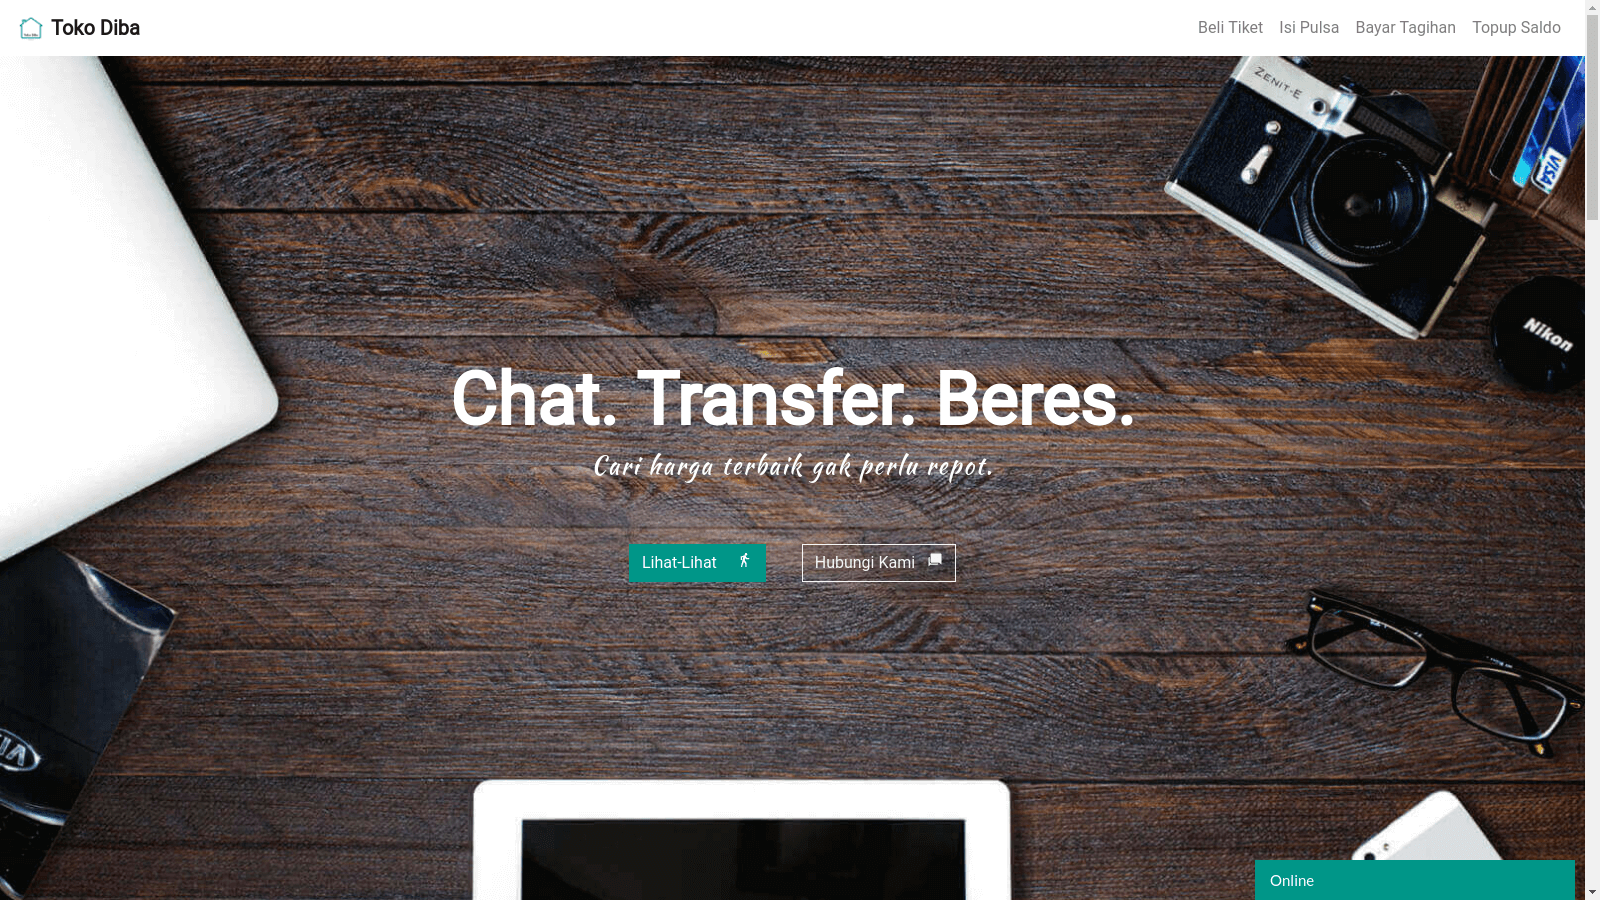 Toko Diba
Beli Tiket
Isi Pulsa
Bayar Tagihan
Topup Saldo
ZENIT-E
VISA
Nikon
Chat. Transfer. Beres.
Cari harga terbaik gak perlu repot.
Lihat-Lihat
Hubungi Kami
KIA
Online